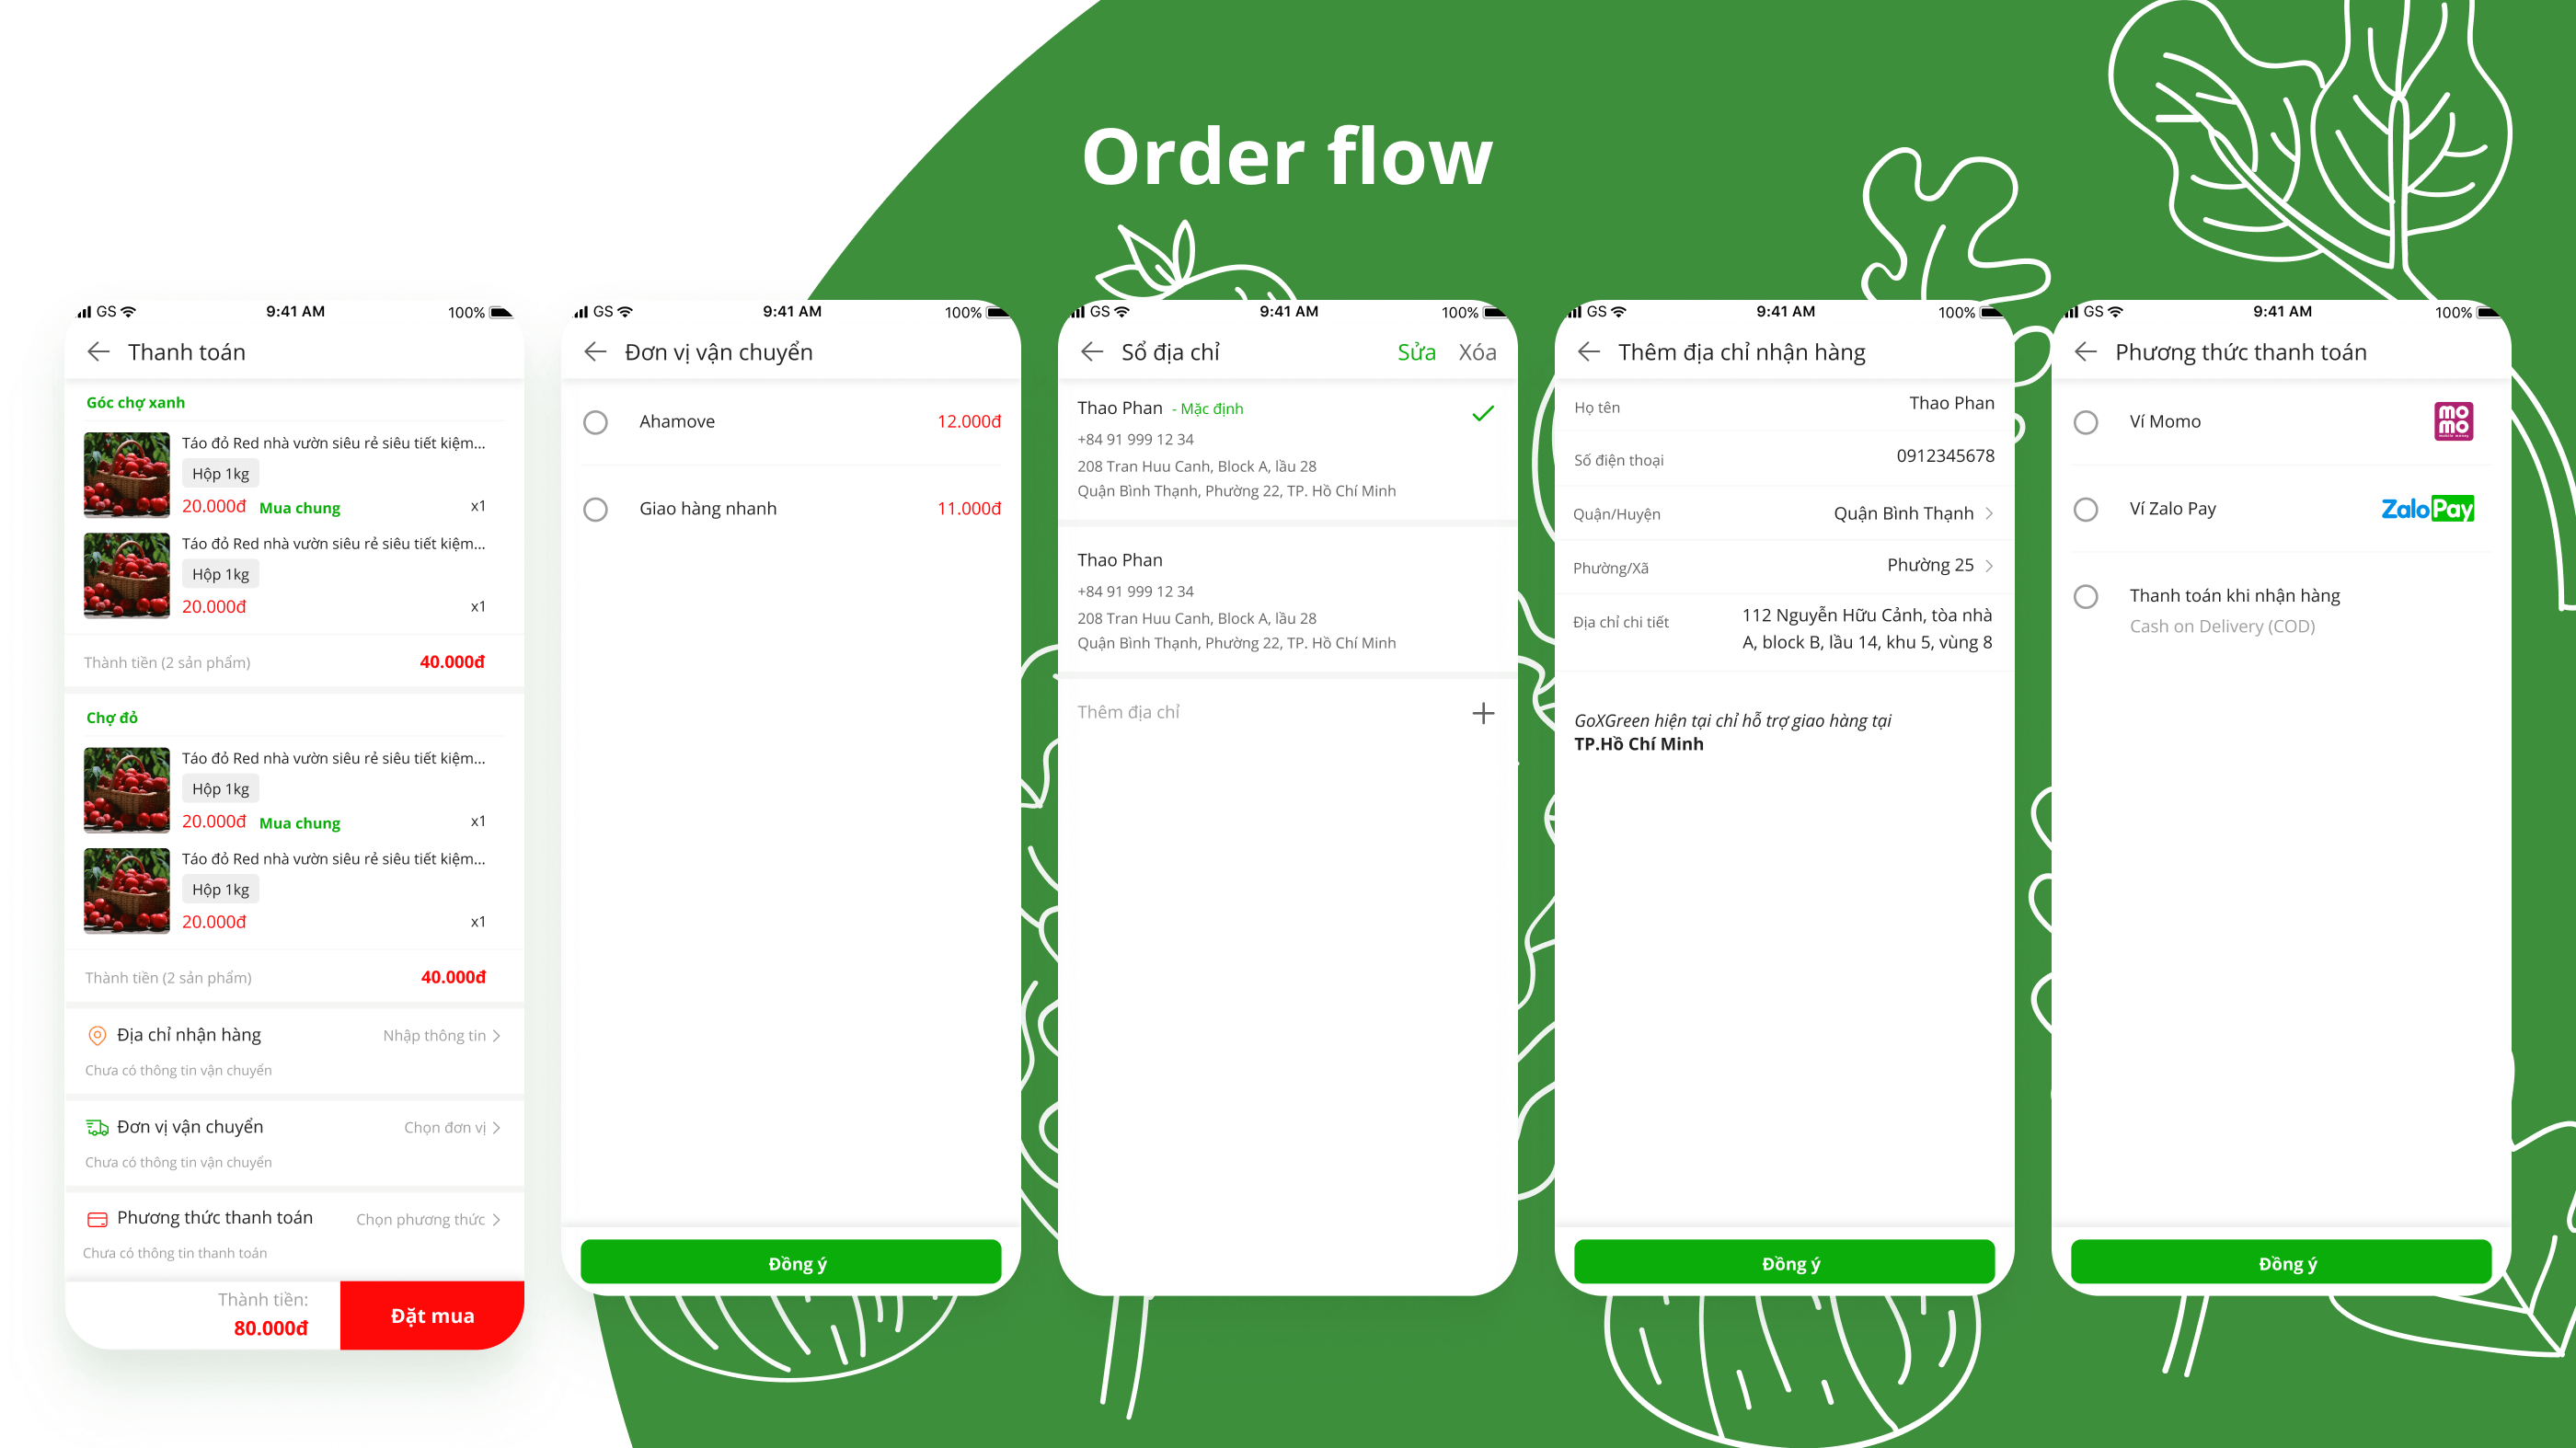 Order flow
GS
9:41 AM
100%
Thanh toán
Góc chợ xanh
Táo đỏ Red nhà vườn siêu rẻ siêu tiết kiệm...
Hộp 1kg
20.000đ Mua chung x1
Táo đỏ Red nhà vườn siêu rẻ siêu tiết kiệm...
Hộp 1kg
20.000đ x1
Thành tiền (2 sản phẩm) 40.000đ
Chợ đỏ
Táo đỏ Red nhà vườn siêu rẻ siêu tiết kiệm...
Hộp 1kg
20.000đ Mua chung x1
Táo đỏ Red nhà vườn siêu rẻ siêu tiết kiệm...
Hộp 1kg
20.000đ x1
Thành tiền (2 sản phẩm) 40.000đ
Địa chỉ nhận hàng Nhập thông tin
Chưa có thông tin vận chuyển
Đơn vị vận chuyển Chọn đơn vị
Chưa có thông tin vận chuyển
Phương thức thanh toán Chọn phương thức
Chưa có thông tin thanh toán
Thành tiền:
80.000đ
Đặt mua
GS
9:41 AM
100%
Đơn vị vận chuyển
Ahamove 12.000đ
Giao hàng nhanh 11.000đ
Đồng ý
GS
9:41 AM
100%
Sổ địa chỉ Sửa Xóa
Thao Phan - Mặc định
+84 91 999 12 34
208 Tran Huu Canh, Block A, lầu 28
Quận Bình Thạnh, Phường 22, TP. Hồ Chí Minh
Thao Phan
+84 91 999 12 34
208 Tran Huu Canh, Block A, lầu 28
Quận Bình Thạnh, Phường 22, TP. Hồ Chí Minh
Thêm địa chỉ
GS
9:41 AM
100%
Thêm địa chỉ nhận hàng
Họ tên Thao Phan
Số điện thoại 0912345678
Quận/Huyện Quận Bình Thạnh
Phường/Xã Phường 25
Địa chỉ chi tiết 112 Nguyễn Hữu Cảnh, tòa nhà
A, block B, lầu 14, khu 5, vùng 8
GoXGreen hiện tại chỉ hỗ trợ giao hàng tại
TP.Hồ Chí Minh
Đồng ý
GS
9:41 AM
100%
Phương thức thanh toán
Ví Momo
mo
mo
Ví Zalo Pay
ZaloPay
Thanh toán khi nhận hàng
Cash on Delivery (COD)
Đồng ý